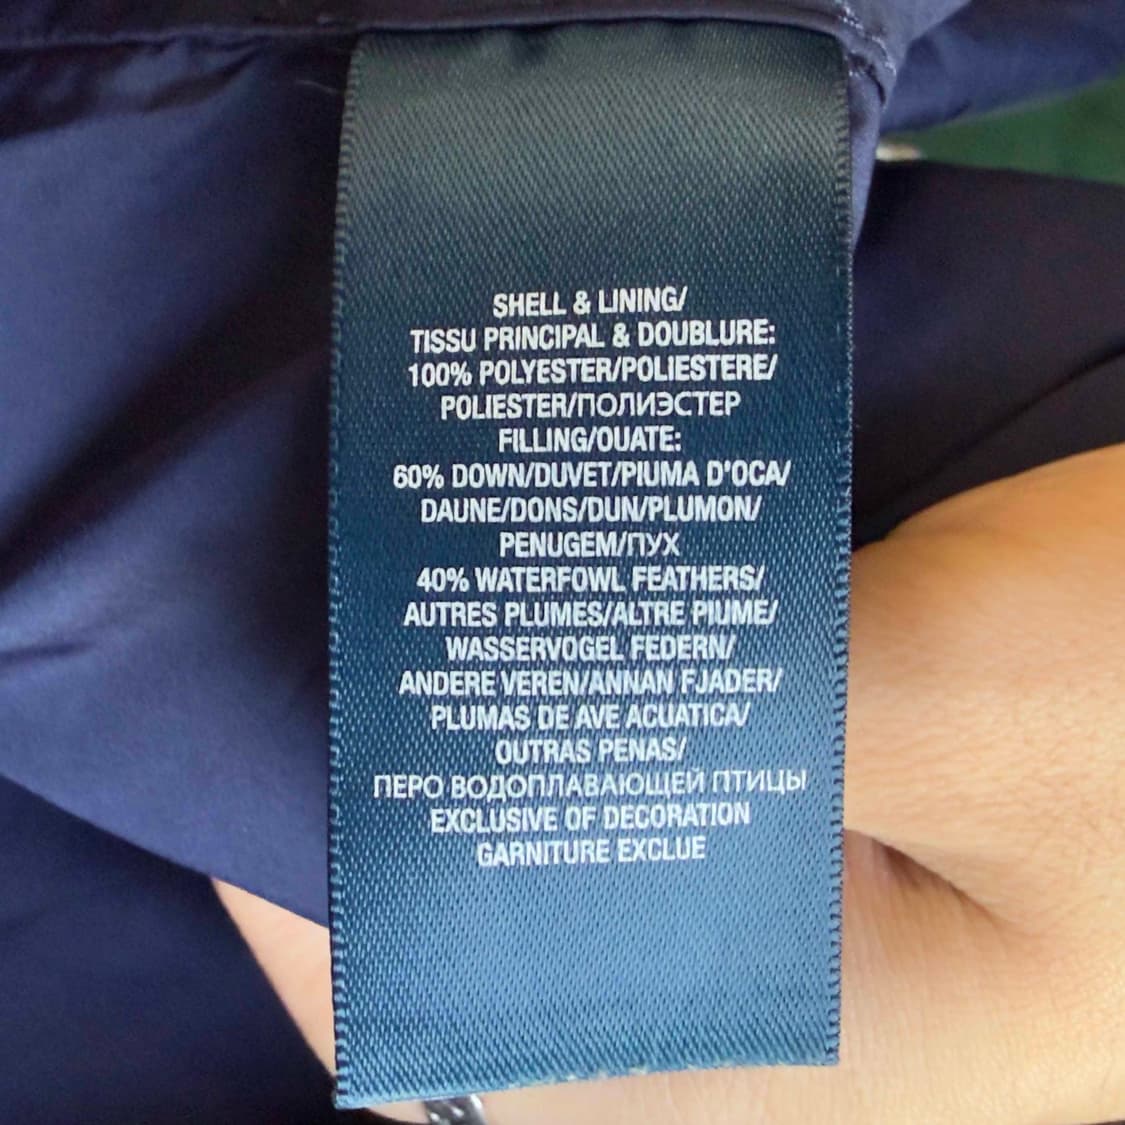 SHELL & LINING/
TISSU PRINCIPAL & DOUBLURE:
100% POLYESTER/POLIESTERE/
POLIESTER/ПОЛИЭСТЕР
FILLING/OUATE:
60% DOWN/DUVET/PIUMA D'OCA/
DAUNE/DONS/DUN/PLUMON/
PENUGEM/ПУХ
40% WATERFOWL FEATHERS/
AUTRES PLUMES/ALTRE PIUME/
WASSERVOGEL FEDERN/
ANDERE VEREN/ANNAN FJADER/
PLUMAS DE AVE ACUATICA/
OUTRAS PENAS/
ПЕРО ВОДОПЛАВАЮЩЕЙ ПТИЦЫ
EXCLUSIVE OF DECORATION
GARNITURE EXCLUE